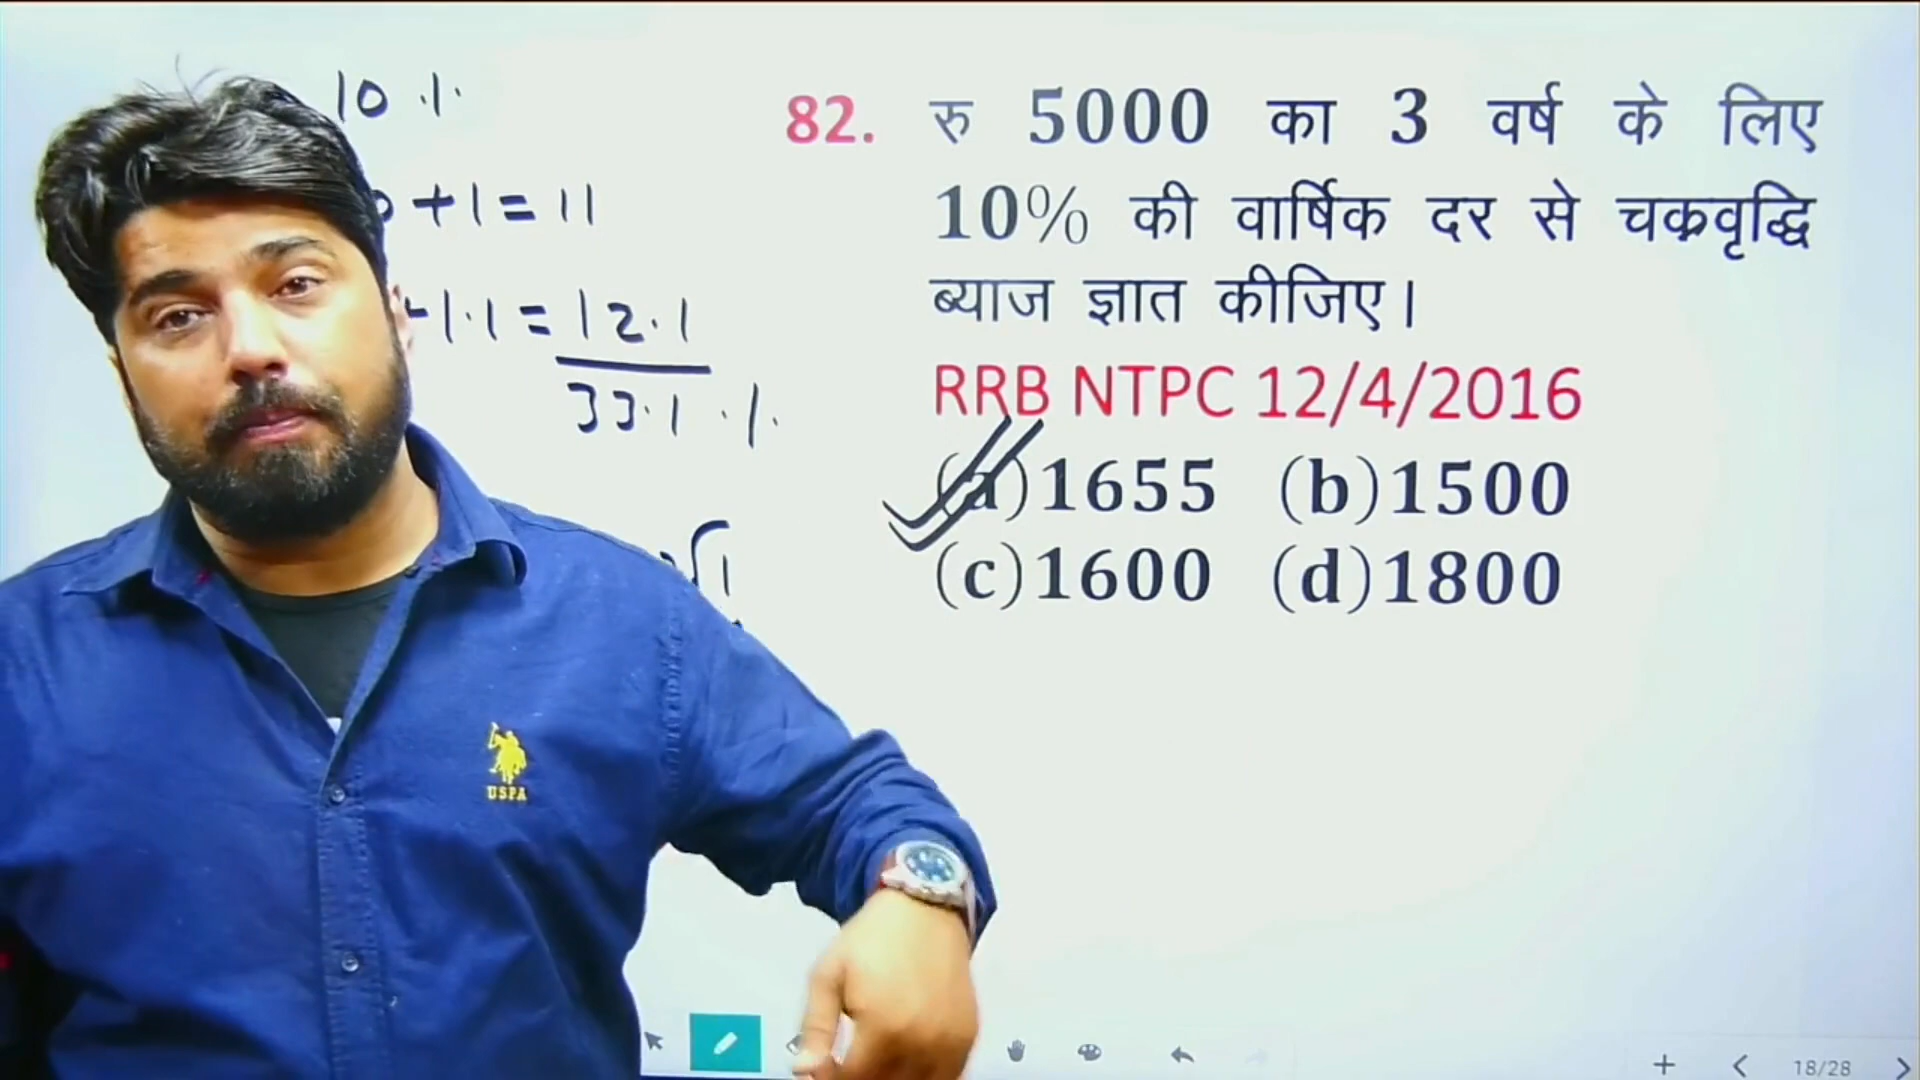 10 %
+ 1 = 11
1.1 = 12.1
33.1 %
82. रु 5000 का 3 वर्ष के लिए
10% की वार्षिक दर से चक्रवृद्धि
ब्याज ज्ञात कीजिए।
RRB NTPC 12/4/2016
(a)1655 (b)1500
(c)1600 (d)1800
USPA
18/28